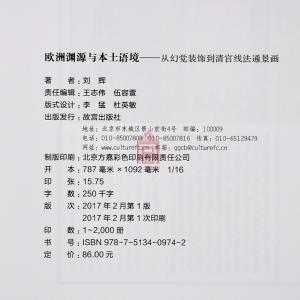 欧洲渊源与本土语境——从幻觉装饰到清宫线法通景画
著　　者：刘　辉
责任编辑：王志伟　伍容萱
版式设计：李　猛　杜英敏
出版发行：故宫出版社
地址：北京市东城区景山前街4号　邮编：100009
电话：010-85007808　010-85007816　传真：010-65129479
网址：www.culturefc.cn　邮箱：ggcb@culturefc.cn
制版印刷：北京方嘉彩色印刷有限责任公司
开　　本：787 毫米 ×1092 毫米　1/16
印　　张：15.75
字　　数：250 千字
版　　次：2017 年 2 月第 1 版
2017 年 2 月第 1 次印刷
印　　数：1~2,000 册
书　　号：ISBN 978-7-5134-0974-2
定　　价：86.00 元